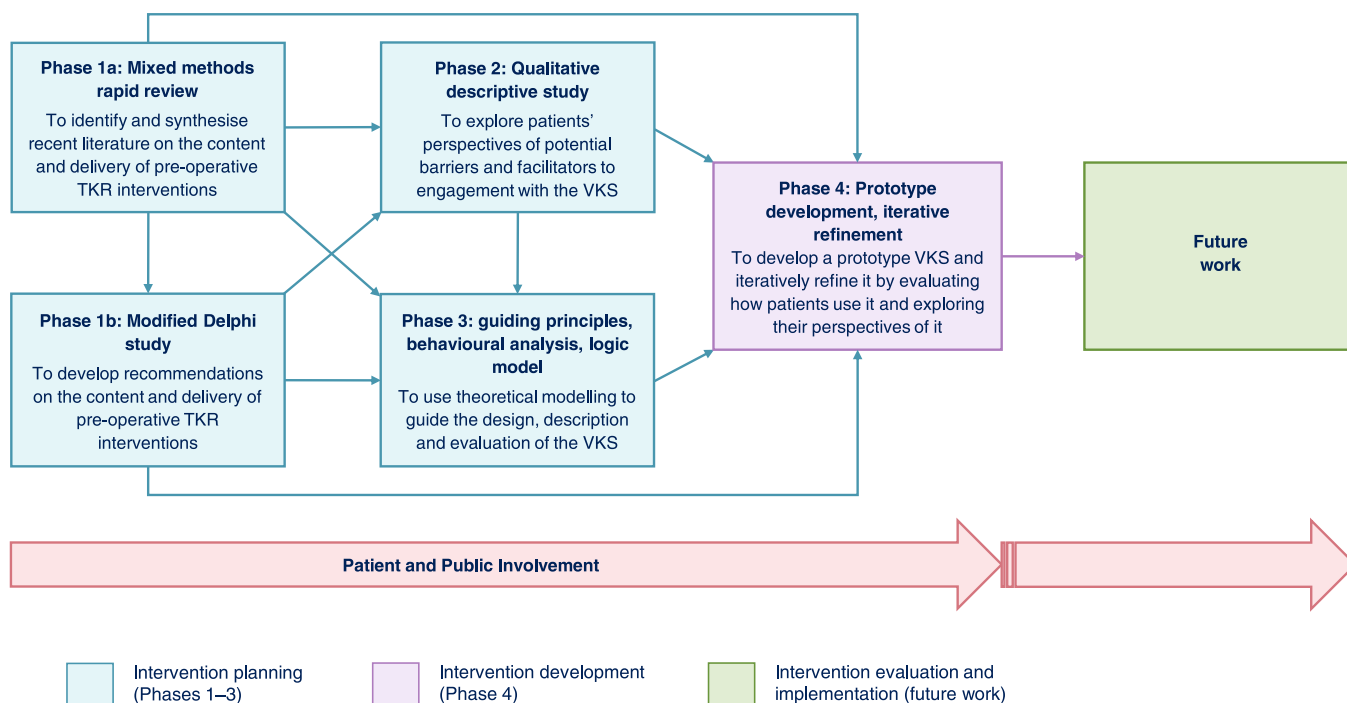 Phase 1a: Mixed methods
rapid review
To identify and synthesise
recent literature on the content
and delivery of pre-operative
TKR interventions
Phase 2: Qualitative
descriptive study
To explore patients’
perspectives of potential
barriers and facilitators to
engagement with the VKS
Phase 1b: Modified Delphi
study
To develop recommendations
on the content and delivery of
pre-operative TKR
interventions
Phase 3: guiding principles,
behavioural analysis, logic
model
To use theoretical modelling to
guide the design, description
and evaluation of the VKS
Phase 4: Prototype
development, iterative
refinement
To develop a prototype VKS and
iteratively refine it by evaluating
how patients use it and exploring
their perspectives of it
Future
work
Patient and Public Involvement
Intervention planning
(Phases 1–3)
Intervention development
(Phase 4)
Intervention evaluation and
implementation (future work)